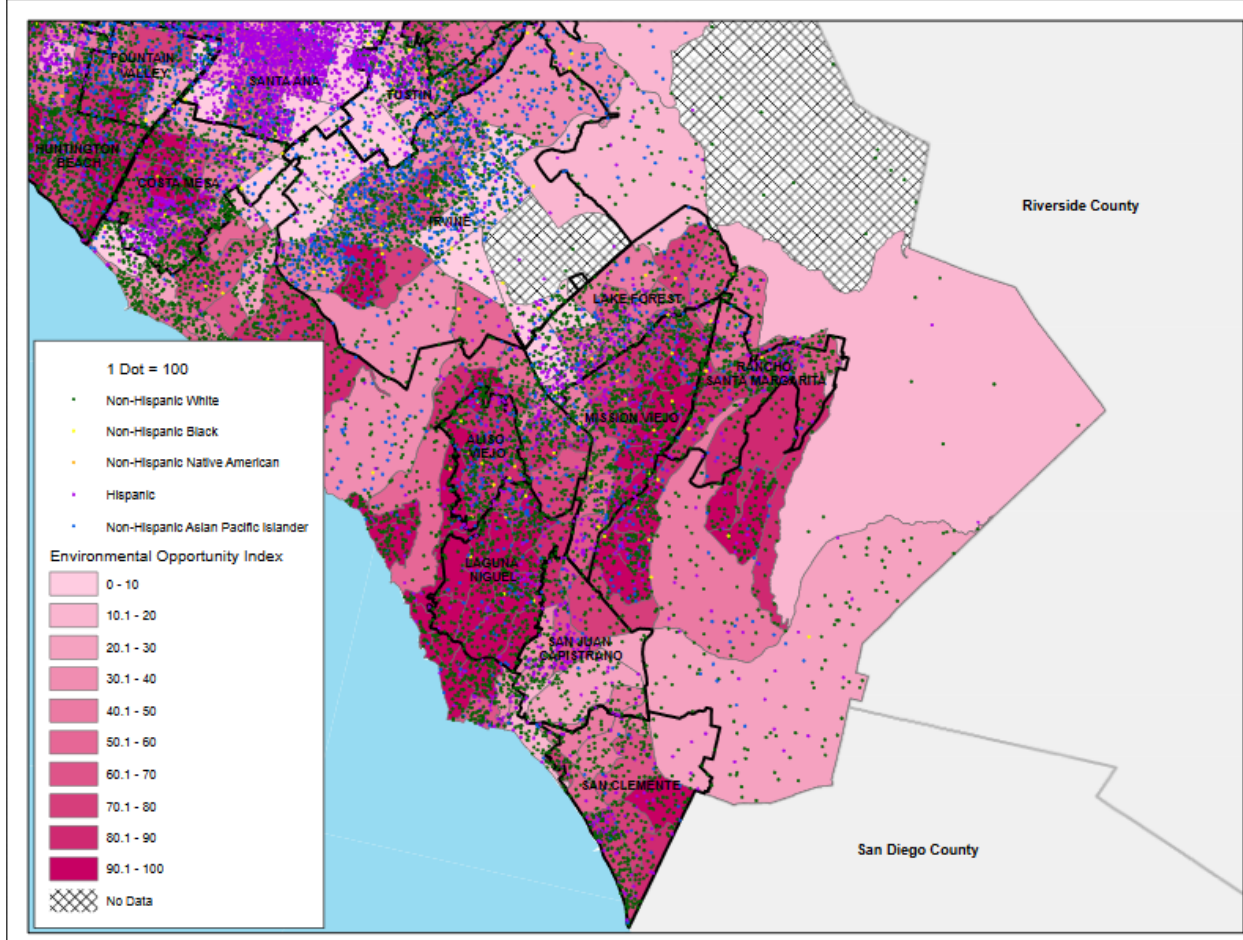 FOUNTAIN
VALLEY
SANTA ANA
TUSTIN
HUNTINGTON
BEACH
COSTA MESA
IRVINE
Riverside County
LAKE FOREST
RANCHO
SANTA MARGARITA
MISSION VIEJO
ALISO
VIEJO
LAGUNA
NIGUEL
SAN JUAN
CAPISTRANO
SAN CLEMENTE
San Diego County
1 Dot = 100
Non-Hispanic White
Non-Hispanic Black
Non-Hispanic Native American
Hispanic
Non-Hispanic Asian Pacific Islander
Environmental Opportunity Index
0 - 10
10.1 - 20
20.1 - 30
30.1 - 40
40.1 - 50
50.1 - 60
60.1 - 70
70.1 - 80
80.1 - 90
90.1 - 100
No Data